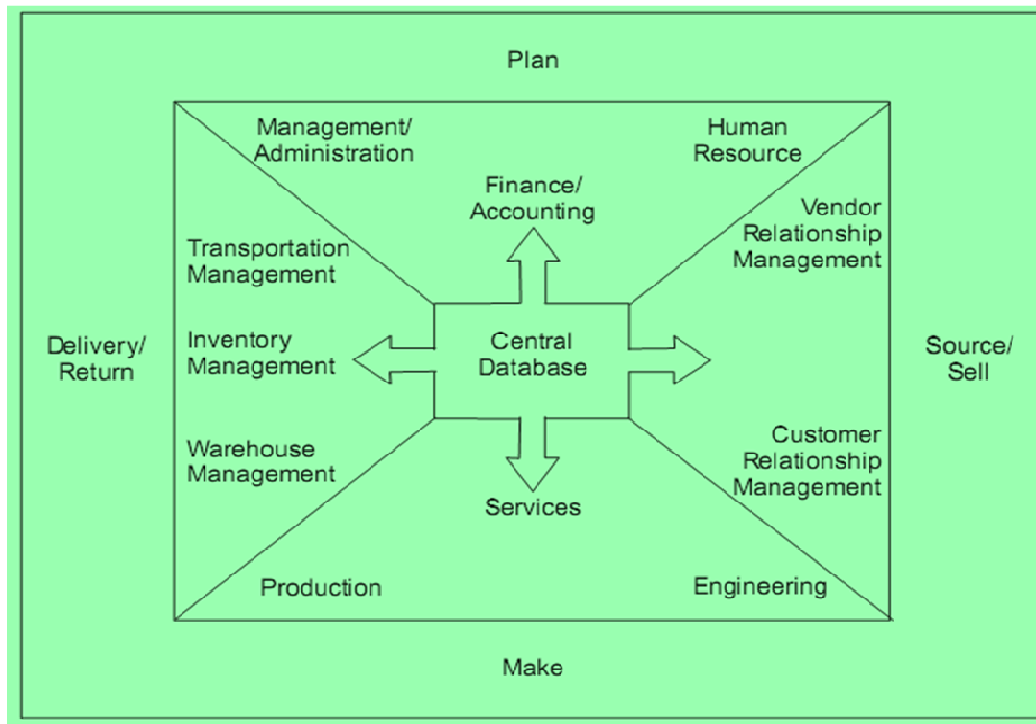 Plan
Management/
Administration
Human
Resource
Finance/
Accounting
Vendor
Relationship
Management
Transportation
Management
Delivery/
Return
Inventory
Management
Central
Database
Source/
Sell
Customer
Relationship
Management
Warehouse
Management
Services
Production
Engineering
Make